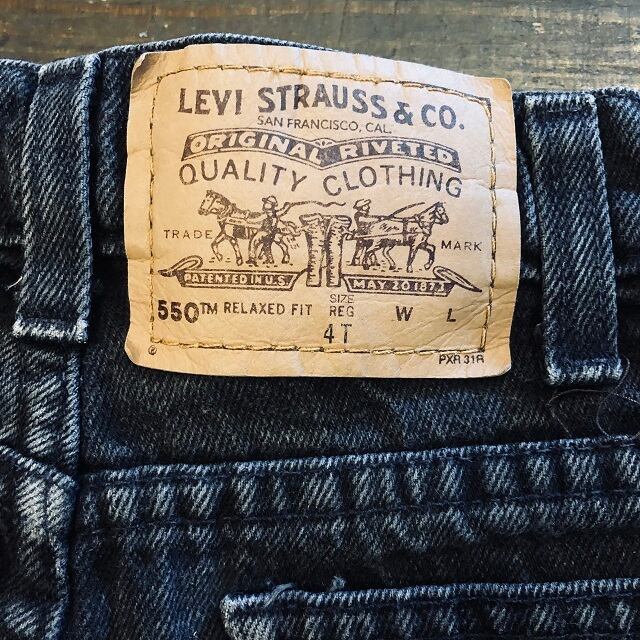 LEVI STRAUSS & CO.
SAN FRANCISCO, CAL.
ORIGINAL RIVETED
QUALITY CLOTHING
TRADE MARK
PATENTED IN U.S MAY 20 1873
550™ RELAXED FIT SIZE REG 4T W L
® PXR 31R